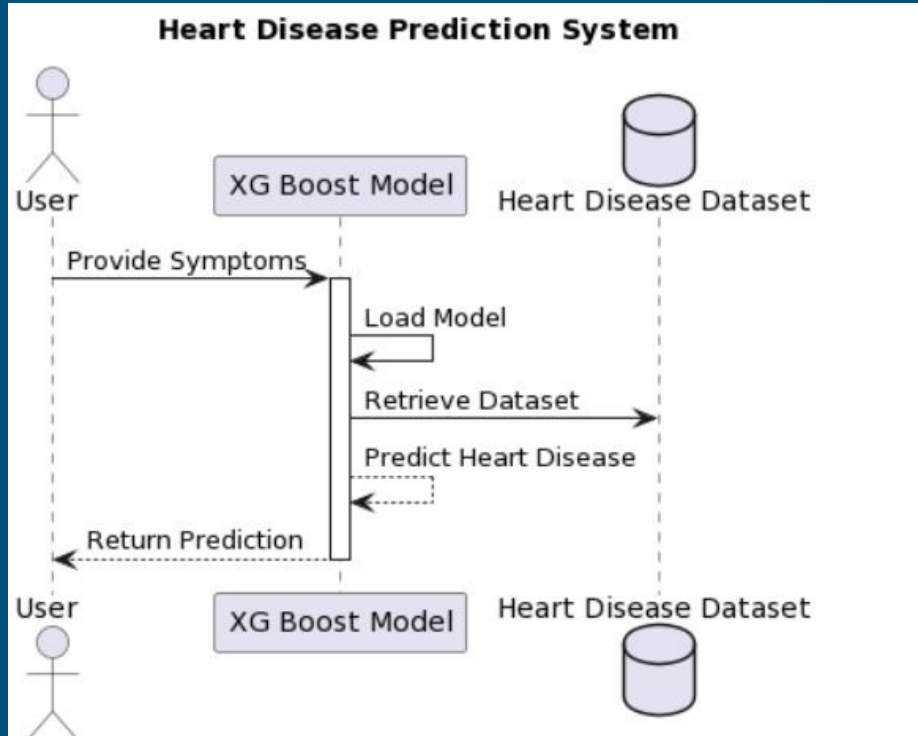 Heart Disease Prediction System
User
XG Boost Model
Heart Disease Dataset
Provide Symptoms
Load Model
Retrieve Dataset
Predict Heart Disease
Return Prediction
User
XG Boost Model
Heart Disease Dataset